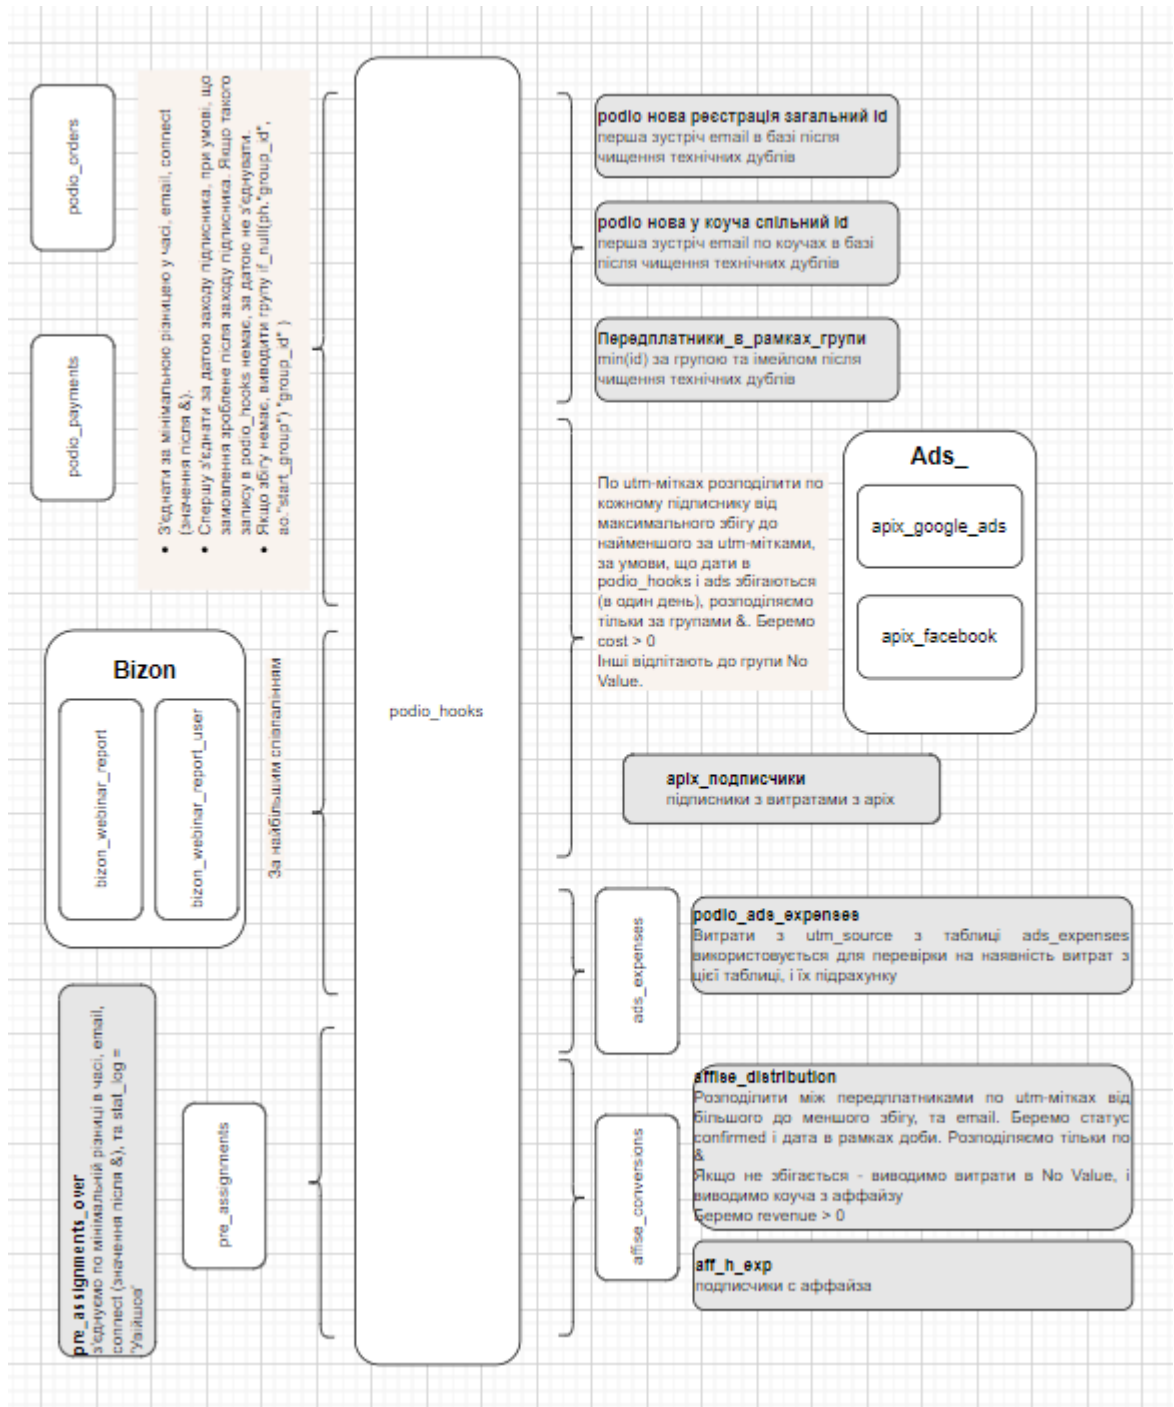 podio_orders
podio_payments
З'єднати за мінімальною різницею у часі, email, connect
(значення після &).
Спершу з'єднати за датою заходу підписника, при умові, що
замовлення зроблене після заходу підписника. Якщо такого
запису в podio_hooks немає, за датою не з'єднувати.
Якщо збігу немає, виводити групу if_null(ph."group_id",
ao."start_group") "group_id" )
Bizon
bizon_webinar_report
bizon_webinar_report_user
За найбільшим співпалінням
pre_assignments_over
з'єднуємо по мінімальній різниці в часі, email,
connect (значення після &), та stat_log =
"Увійшов"
pre_assignments
podio_hooks
podio нова реєстрація загальний id
перша зустріч email в базі після
чищення технічних дублів
podio нова у коуча спільний id
перша зустріч email по коучах в базі
після чищення технічних дублів
Передплатники_в_рамках_групи
min(id) за групою та імейлом після
чищення технічних дублів
По utm-мітках розподілити по
кожному підписнику від
максимального збігу до
найменшого за utm-мітками,
за умови, що дати в
podio_hooks і ads збігаються
(в один день), розподіляємо
тільки за групами &. Беремо
cost > 0
Інші відлітають до групи No
Value.
Ads_
apix_google_ads
apix_facebook
apix_подписчики
підписники з витратами з apix
ads_expenses
podio_ads_expenses
Витрати з utm_source з таблиці ads_expenses
використовується для перевірки на наявність витрат з
цієї таблиці, і їх підрахунку
affise_conversions
affise_distribution
Розподілити між передплатниками по utm-мітках від
більшого до меншого збігу, та email. Беремо статус
confirmed і дата в рамках доби. Розподіляємо тільки по
&
Якщо не збігається - виводимо витрати в No Value, і
виводимо коуча з аффайзу
Беремо revenue > 0
aff_h_exp
подписчики с аффайза